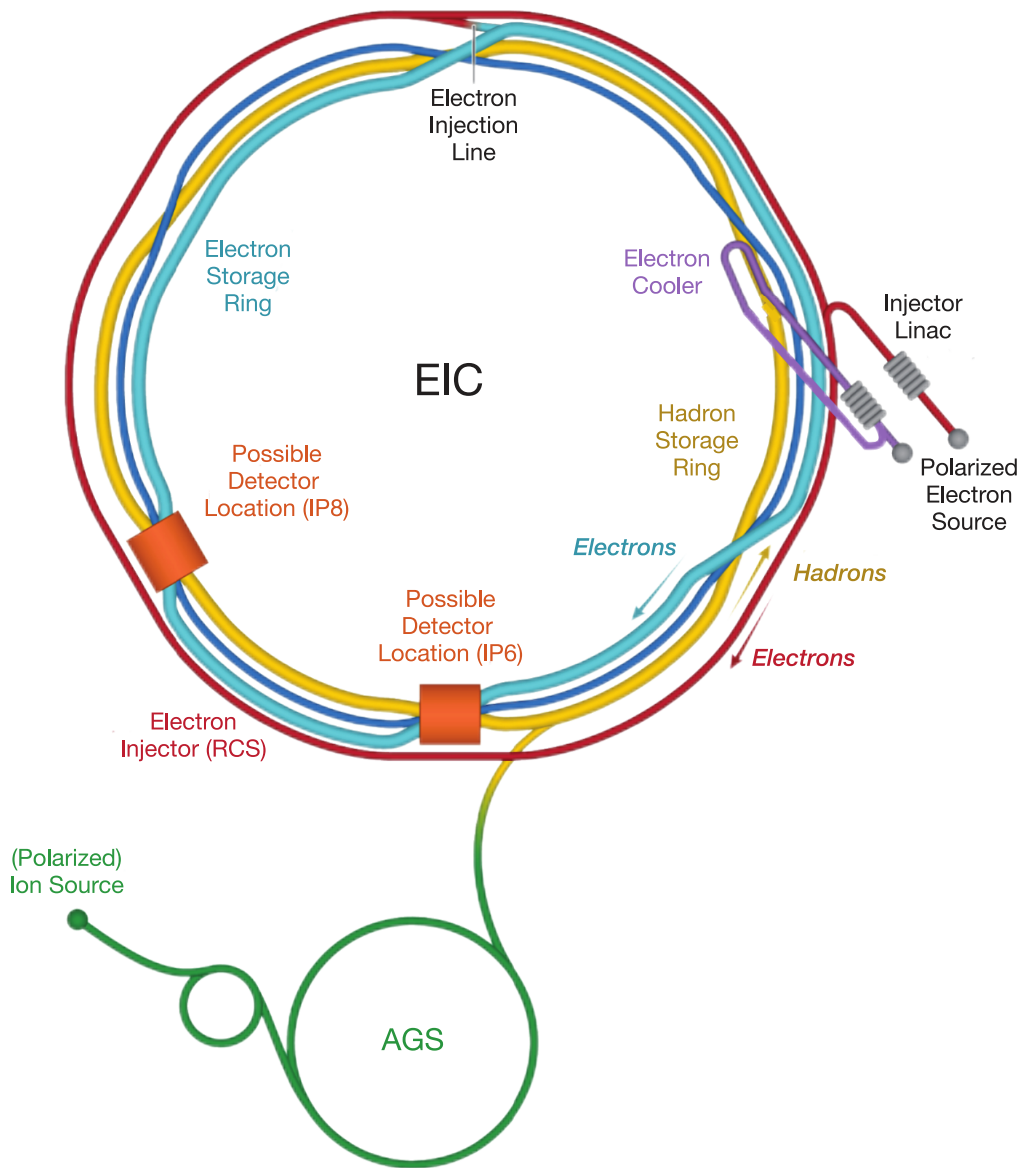 Electron
Injection
Line
Electron
Storage
Ring
Electron
Cooler
Injector
Linac
EIC
Hadron
Storage
Ring
Possible
Detector
Location (IP8)
Polarized
Electron
Source
Electrons
Hadrons
Possible
Detector
Location (IP6)
Electrons
Electron
Injector (RCS)
(Polarized)
Ion Source
AGS